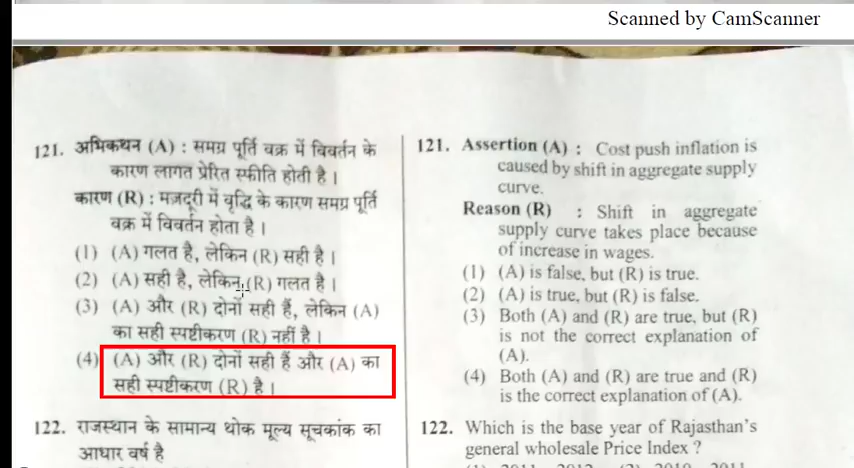 Scanned by CamScanner
121. अभिकथन (A) : समग्र पूर्ति वक्र में विवर्तन के
कारण लागत प्रेरित स्फीति होती है ।
कारण (R) : मज़दूरी में वृद्धि के कारण समग्र पूर्ति
वक्र में विवर्तन होता है ।
(1) (A) गलत है, लेकिन (R) सही है ।
(2) (A) सही है, लेकिन (R) गलत है ।
(3) (A) और (R) दोनों सही हैं, लेकिन (A)
का सही स्पष्टीकरण (R) नहीं है ।
(4) (A) और (R) दोनों सही हैं और (A) का
सही स्पष्टीकरण (R) है ।
122. राजस्थान के सामान्य थोक मूल्य सूचकांक का
आधार वर्ष है
121. Assertion (A) : Cost push inflation is
caused by shift in aggregate supply
curve.
Reason (R) : Shift in aggregate
supply curve takes place because
of increase in wages.
(1) (A) is false, but (R) is true.
(2) (A) is true, but (R) is false.
(3) Both (A) and (R) are true, but (R)
is not the correct explanation of
(A).
(4) Both (A) and (R) are true and (R)
is the correct explanation of (A).
122. Which is the base year of Rajasthan's
general wholesale Price Index ?